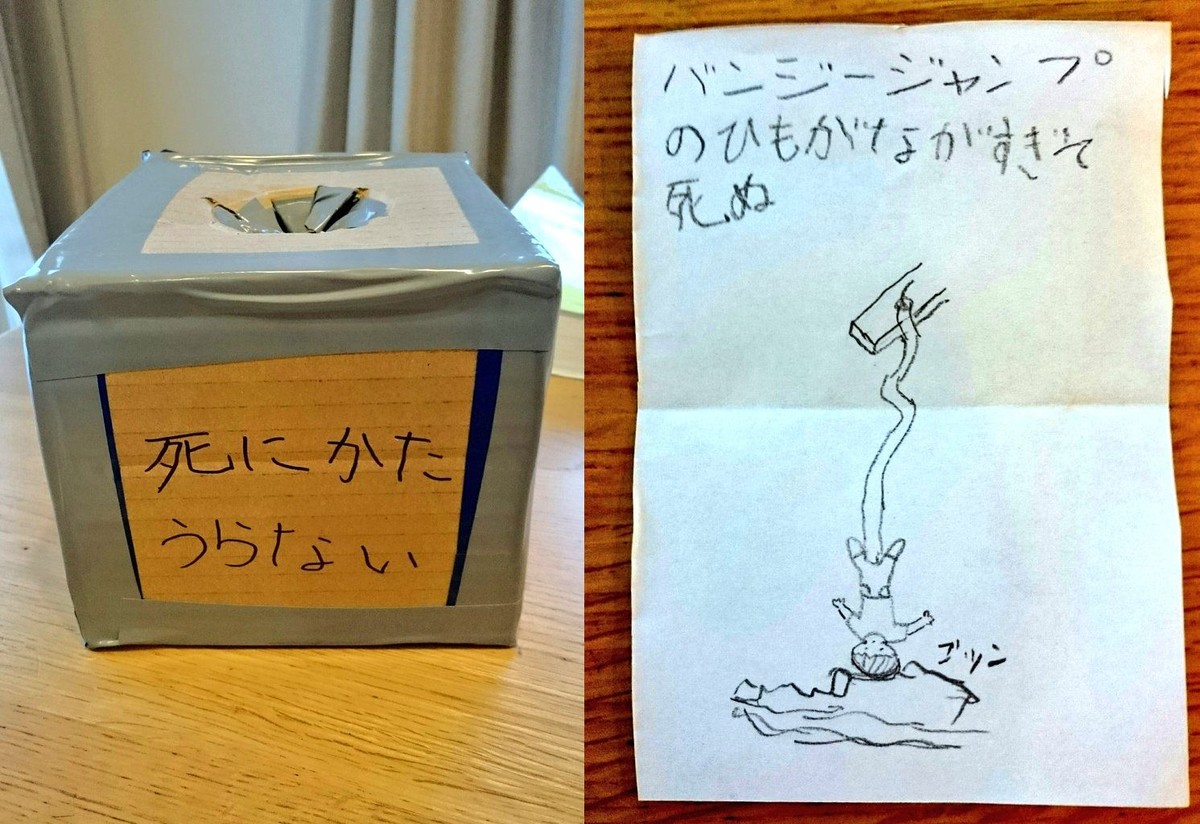 死にかた
うらない
バンジージャンプ
のひもがながすぎて
死ぬ
ゴツン